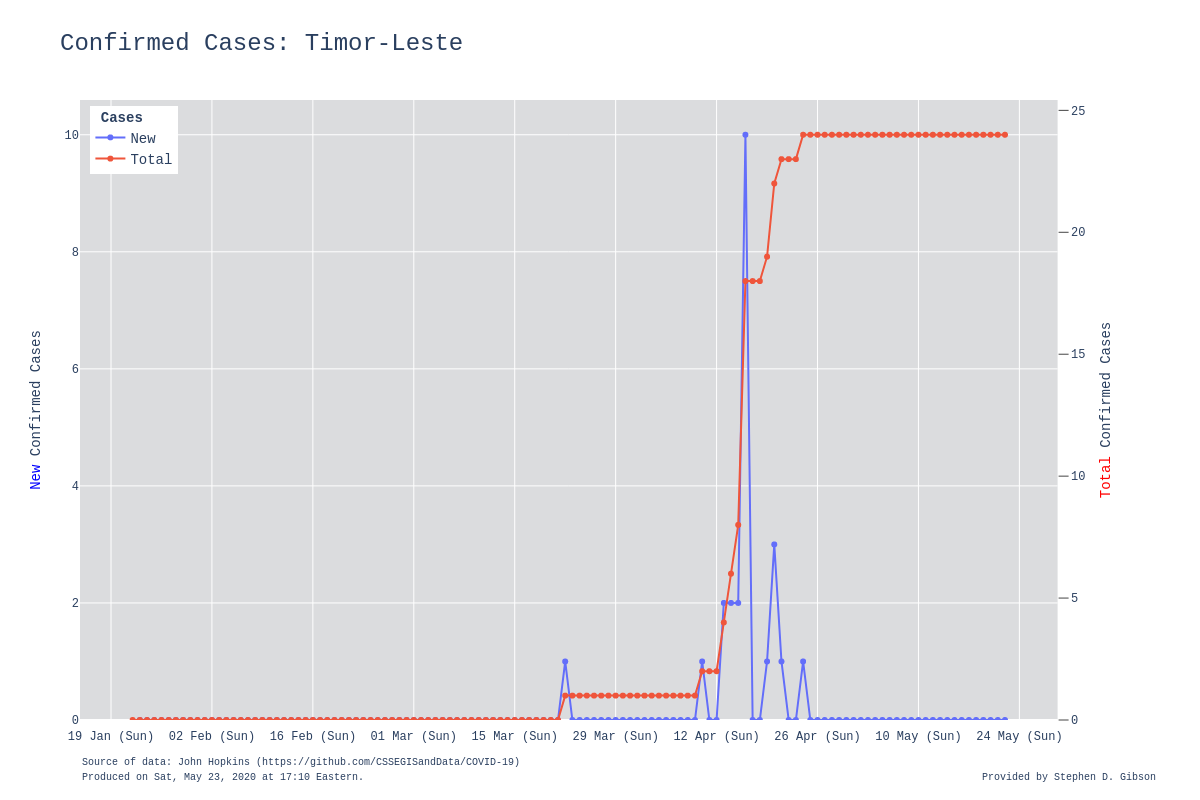 Confirmed Cases: Timor-Leste
Cases
New
Total
10
8
6
4
2
0
25
20
15
10
5
0
New Confirmed Cases
Total Confirmed Cases
19 Jan (Sun) 02 Feb (Sun) 16 Feb (Sun) 01 Mar (Sun) 15 Mar (Sun) 29 Mar (Sun) 12 Apr (Sun) 26 Apr (Sun) 10 May (Sun) 24 May (Sun)
Source of data: John Hopkins (https://github.com/CSSEGISandData/COVID-19)
Produced on Sat, May 23, 2020 at 17:10 Eastern.
Provided by Stephen D. Gibson